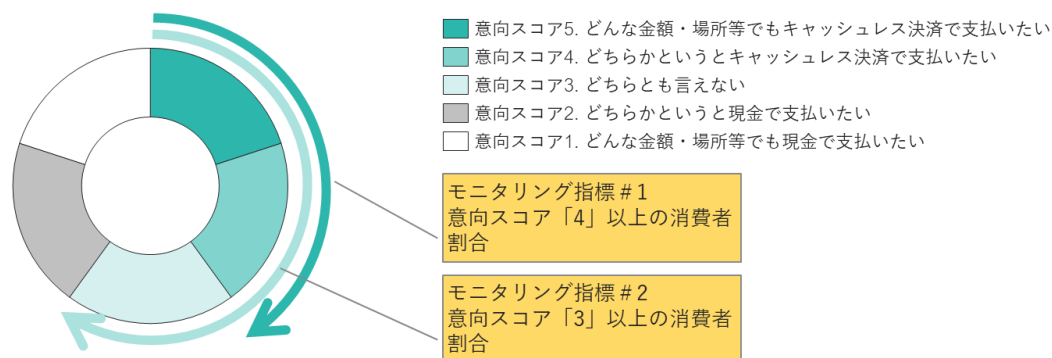 意向スコア5. どんな金額・場所等でもキャッシュレス決済で支払いたい
意向スコア4. どちらかというとキャッシュレス決済で支払いたい
意向スコア3. どちらとも言えない
意向スコア2. どちらかというと現金で支払いたい
意向スコア1. どんな金額・場所等でも現金で支払いたい
モニタリング指標＃1
意向スコア「4」以上の消費者
割合
モニタリング指標＃2
意向スコア「3」以上の消費者
割合